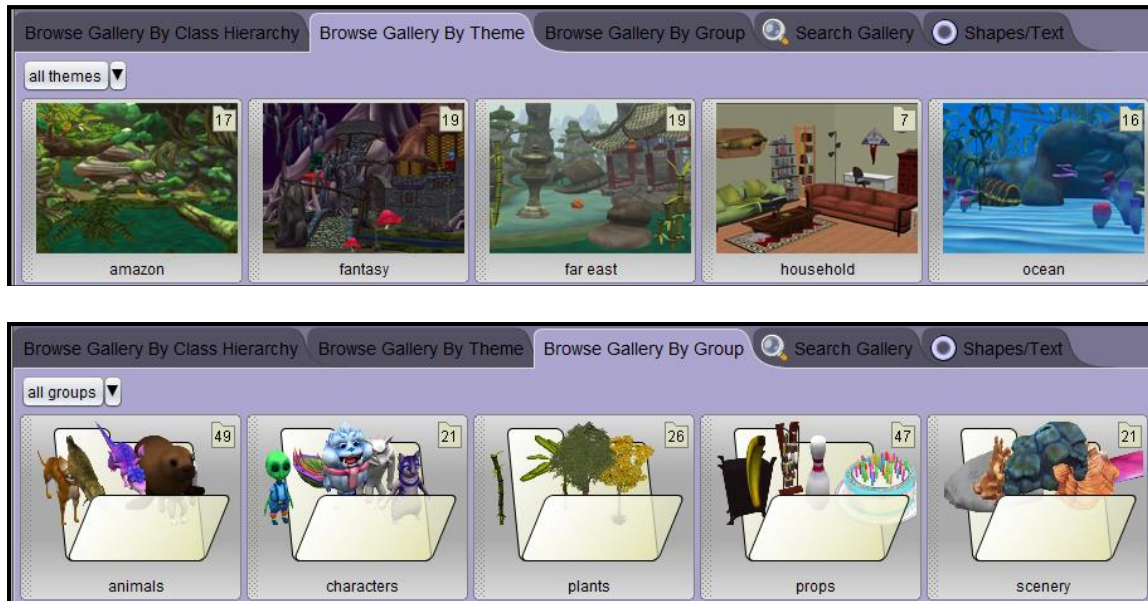 Browse Gallery By Class Hierarchy Browse Gallery By Theme Browse Gallery By Group Search Gallery Shapes/Text
all themes
17 19 19 7 16
amazon fantasy far east household ocean
Browse Gallery By Class Hierarchy Browse Gallery By Theme Browse Gallery By Group Search Gallery Shapes/Text
all groups
49 21 26 47 21
animals characters plants props scenery